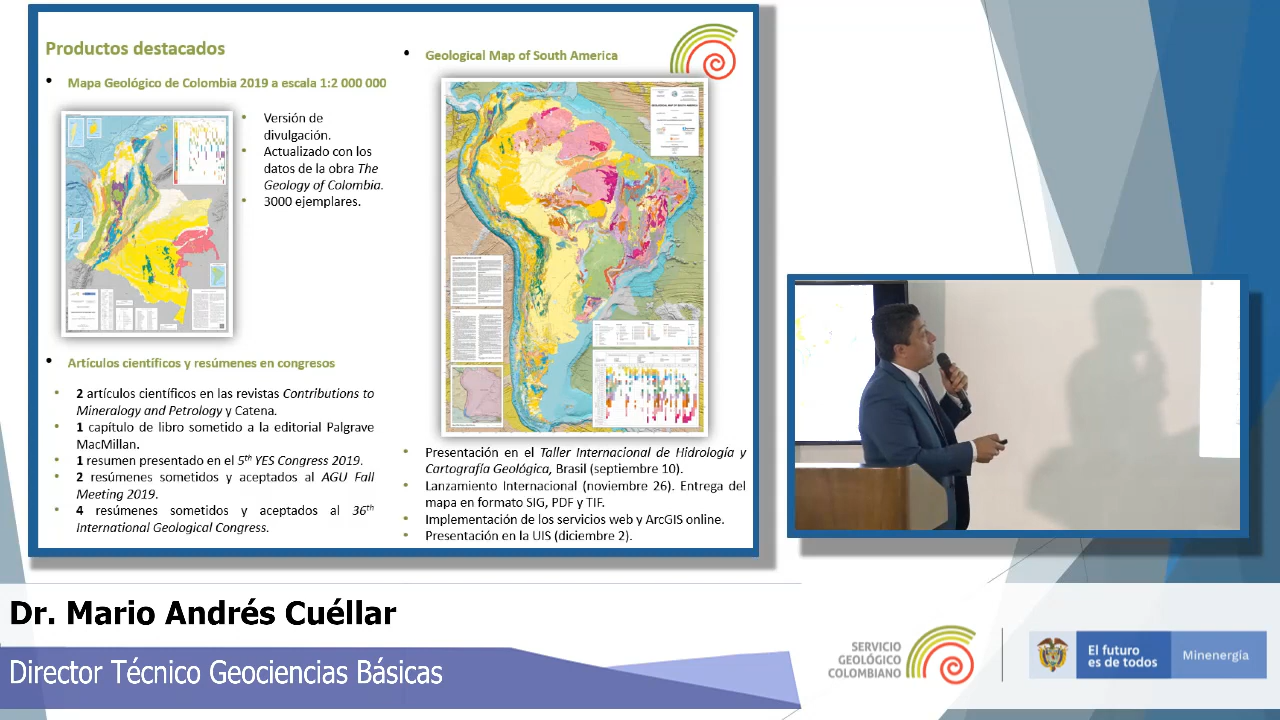 Productos destacados
• Mapa Geológico de Colombia 2019 a escala 1:2 000 000
• Versión de
divulgación.
• Actualizado con los
datos de la obra The
Geology of Colombia.
• 3000 ejemplares.
• Artículos científicos y resúmenes en congresos
• 2 artículos científicos en las revistas Contributions to
Mineralogy and Petrology y Catena.
• 1 capítulo de libro sometido a la editorial Palgrave
MacMillan.
• 1 resumen presentado en el 5th YES Congress 2019.
• 2 resúmenes sometidos y aceptados al AGU Fall
Meeting 2019.
• 4 resúmenes sometidos y aceptados al 36th
International Geological Congress.
• Geological Map of South America
GEOLOGICAL MAP OF SOUTH AMERICA
• Presentación en el Taller Internacional de Hidrología y
Cartografía Geológica, Brasil (septiembre 10).
• Lanzamiento Internacional (noviembre 26). Entrega del
mapa en formato SIG, PDF y TIF.
• Implementación de los servicios web y ArcGIS online.
• Presentación en la UIS (diciembre 2).
Dr. Mario Andrés Cuéllar
Director Técnico Geociencias Básicas
SERVICIO
GEOLÓGICO
COLOMBIANO
El futuro
es de todos
Minenergía